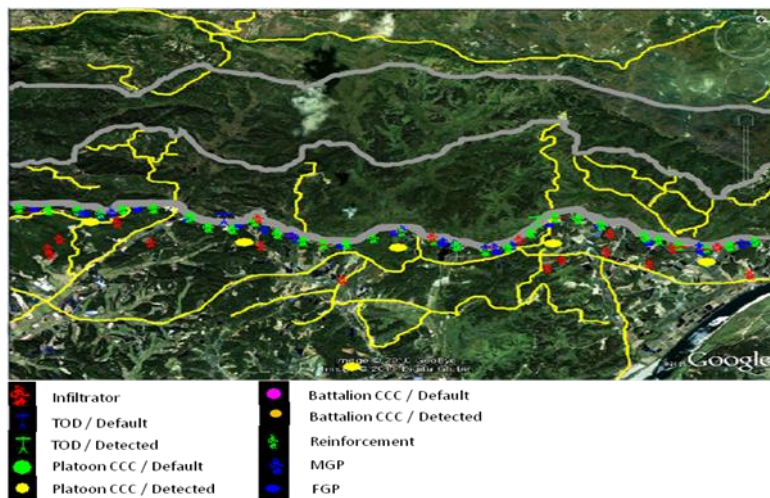 Google
Infiltrator
TOD / Default
TOD / Detected
Platoon CCC / Default
Platoon CCC / Detected
Battalion CCC / Default
Battalion CCC / Detected
Reinforcement
MGP
FGP